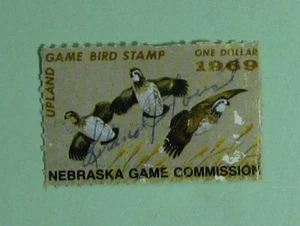 UPLAND
GAME BIRD STAMP
ONE DOLLAR
1969
NEBRASKA GAME COMMISSION